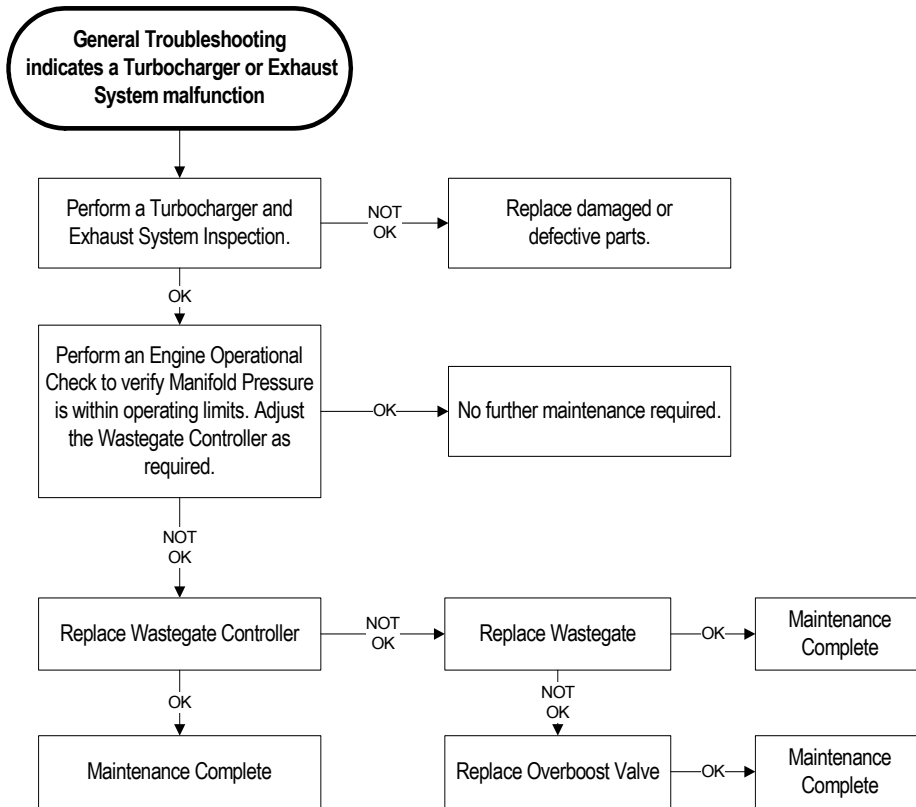 General Troubleshooting
indicates a Turbocharger or Exhaust
System malfunction
Perform a Turbocharger and
Exhaust System Inspection.
NOT
OK
Replace damaged or
defective parts.
OK
Perform an Engine Operational
Check to verify Manifold Pressure
is within operating limits. Adjust
the Wastegate Controller as
required.
OK
No further maintenance required.
NOT
OK
Replace Wastegate Controller
NOT
OK
Replace Wastegate
OK
Maintenance
Complete
OK
NOT
OK
Maintenance Complete
Replace Overboost Valve
OK
Maintenance
Complete